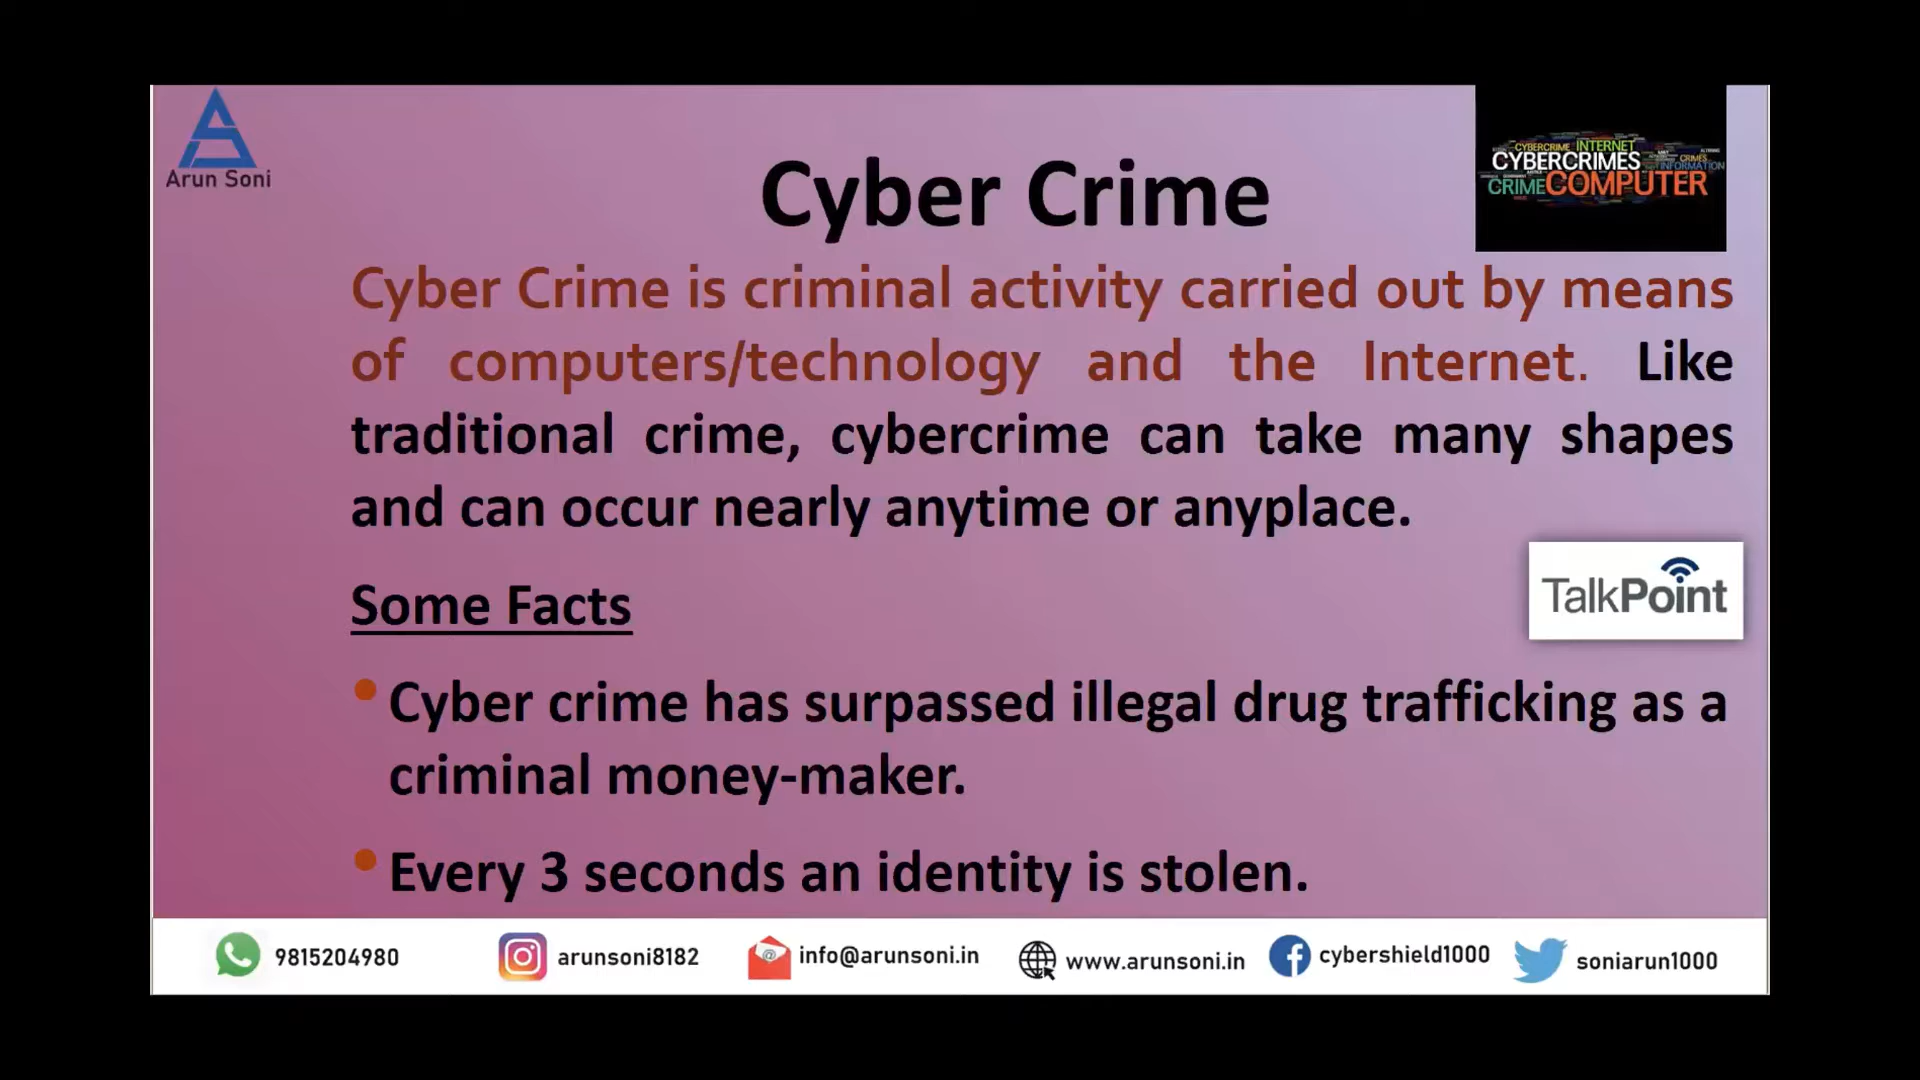 Arun Soni
CYBERCRIME INTERNET
CYBERCRIMES CRIMES
INFORMATION
CRIME COMPUTER
Cyber Crime
Cyber Crime is criminal activity carried out by means
of computers/technology and the Internet. Like
traditional crime, cybercrime can take many shapes
and can occur nearly anytime or anyplace.
TalkPoint
Some Facts
• Cyber crime has surpassed illegal drug trafficking as a
criminal money-maker.
• Every 3 seconds an identity is stolen.
9815204980 arunsoni8182 info@arunsoni.in www.arunsoni.in cybershield1000 soniarun1000